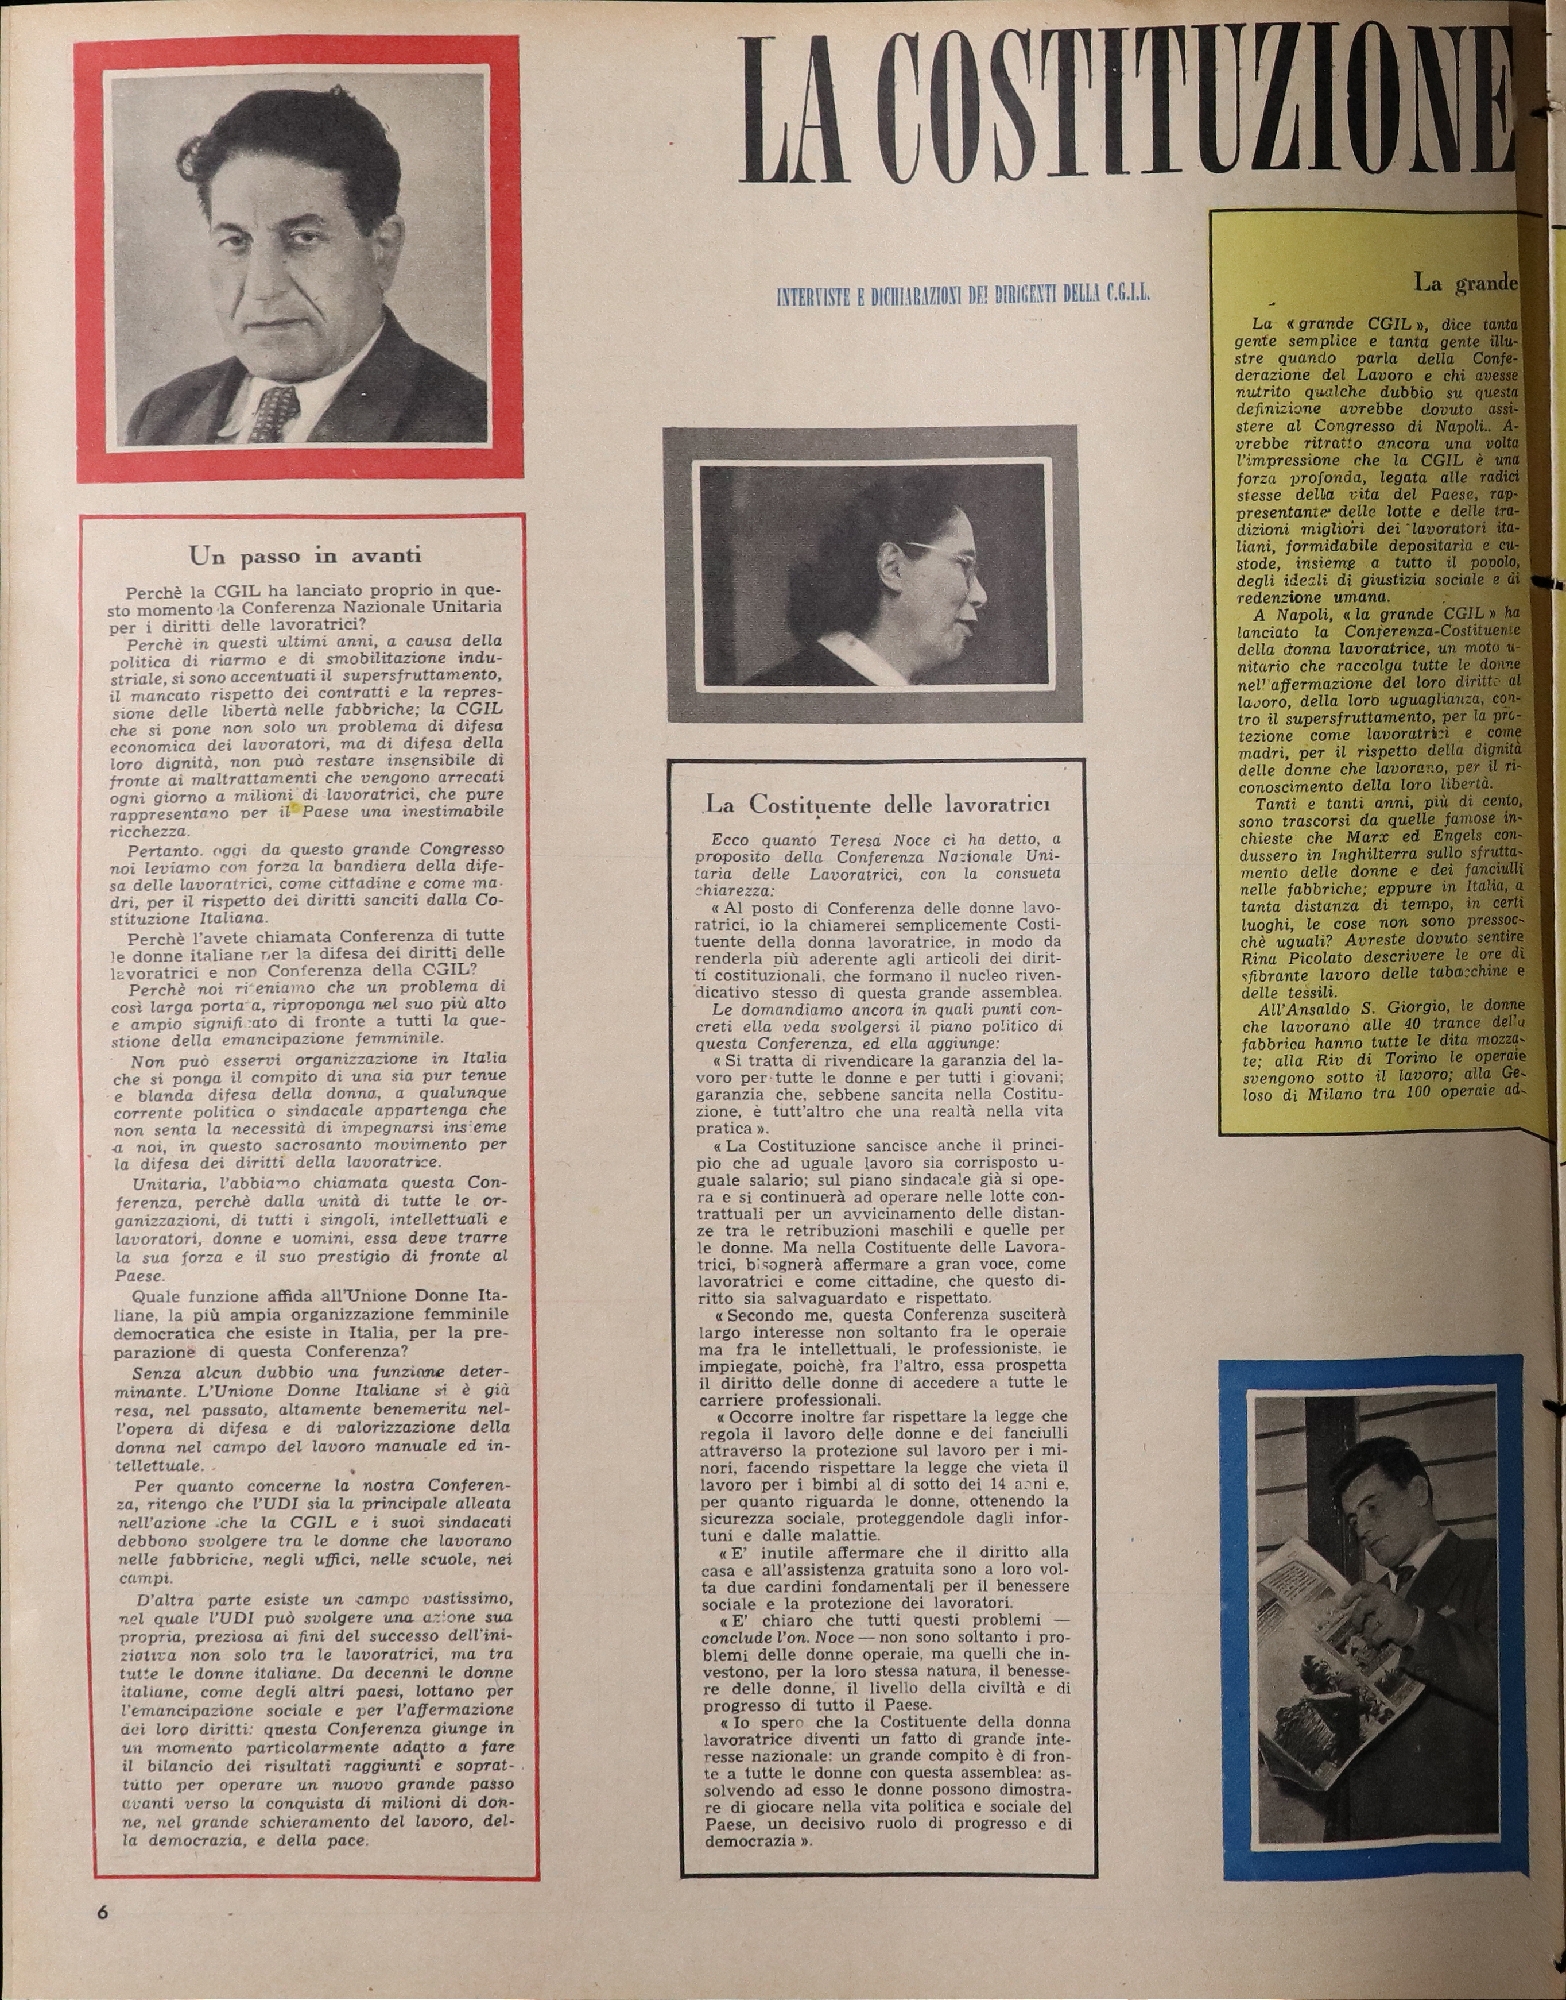 LA COSTITUZIONE
INTERVISTE E DICHIARAZIONI DEI DIRIGENTI DELLA C.G.I.L.
Un passo in avanti
Perchè la CGIL ha lanciato proprio in que-
sto momento la Conferenza Nazionale Unitaria
per i diritti delle lavoratrici?
Perchè in questi ultimi anni, a causa della
politica di riarmo e di smobilitazione indu-
striale, si sono accentuati il supersfruttamento,
il mancato rispetto dei contratti e la repres-
sione delle libertà nelle fabbriche; la CGIL
che si pone non solo un problema di difesa
economica dei lavoratori, ma di difesa della
loro dignità, non può restare insensibile di
fronte ai maltrattamenti che vengono arrecati
ogni giorno a milioni di lavoratrici, che pure
rappresentano per il Paese una inestimabile
ricchezza.
Pertanto. oggi da questo grande Congresso
noi leviamo con forza la bandiera della dife-
sa delle lavoratrici, come cittadine e come ma-
dri, per il rispetto dei diritti sanciti dalla Co-
stituzione Italiana.
Perchè l'avete chiamata Conferenza di tutte
le donne italiane per la difesa dei diritti delle
lavoratrici e non Conferenza della CGIL?
Perchè noi riteniamo che un problema di
così larga portata, riproponga nel suo più alto
e ampio significato di fronte a tutti la que-
stione della emancipazione femminile.
Non può esservi organizzazione in Italia
che si ponga il compito di una sia pur tenue
e blanda difesa della donna, a qualunque
corrente politica o sindacale appartenga che
non senta la necessità di impegnarsi insieme
a noi, in questo sacrosanto movimento per
la difesa dei diritti della lavoratrice.
Unitaria, l'abbiamo chiamata questa Con-
ferenza, perchè dalla unità di tutte le or-
ganizzazioni, di tutti i singoli, intellettuali e
lavoratori, donne e uomini, essa deve trarre
la sua forza e il suo prestigio di fronte al
Paese.
Quale funzione affida all'Unione Donne Ita-
liane, la più ampia organizzazione femminile
democratica che esiste in Italia, per la pre-
parazione di questa Conferenza?
Senza alcun dubbio una funzione deter-
minante. L'Unione Donne Italiane si è già
resa, nel passato, altamente benemerita nel-
l'opera di difesa e di valorizzazione della
donna nel campo del lavoro manuale ed in-
tellettuale.
Per quanto concerne la nostra Conferen-
za, ritengo che l'UDI sia la principale alleata
nell'azione che la CGIL e i suoi sindacati
debbono svolgere tra le donne che lavorano
nelle fabbriche, negli uffici, nelle scuole, nei
campi.
D'altra parte esiste un campo vastissimo,
nel quale l'UDI può svolgere una azione sua
propria, preziosa ai fini del successo dell'ini-
ziativa non solo tra le lavoratrici, ma tra
tutte le donne italiane. Da decenni le donne
italiane, come degli altri paesi, lottano per
l'emancipazione sociale e per l'affermazione
dei loro diritti: questa Conferenza giunge in
un momento particolarmente adatto a fare
il bilancio dei risultati raggiunti e soprat-
tutto per operare un nuovo grande passo
avanti verso la conquista di milioni di don-
ne, nel grande schieramento del lavoro, del-
la democrazia, e della pace.
6
La Costituente delle lavoratrici
Ecco quanto Teresa Noce ci ha detto, a
proposito della Conferenza Nazionale Uni-
taria delle Lavoratrici, con la consueta
chiarezza:
« Al posto di Conferenza delle donne lavo-
ratrici, io la chiamerei semplicemente Costi-
tuente della donna lavoratrice, in modo da
renderla più aderente agli articoli dei dirit-
ti costituzionali, che formano il nucleo riven-
dicativo stesso di questa grande assemblea.
Le domandiamo ancora in quali punti con-
creti ella veda svolgersi il piano politico di
questa Conferenza, ed ella aggiunge:
« Si tratta di rivendicare la garanzia del la-
voro per tutte le donne e per tutti i giovani;
garanzia che, sebbene sancita nella Costitu-
zione, è tutt'altro che una realtà nella vita
pratica ».
« La Costituzione sancisce anche il princi-
pio che ad uguale lavoro sia corrisposto u-
guale salario; sul piano sindacale già si ope-
ra e si continuerà ad operare nelle lotte con-
trattuali per un avvicinamento delle distan-
ze tra le retribuzioni maschili e quelle per
le donne. Ma nella Costituente delle Lavora-
trici, bisognerà affermare a gran voce, come
lavoratrici e come cittadine, che questo di-
ritto sia salvaguardato e rispettato.
« Secondo me, questa Conferenza susciterà
largo interesse non soltanto fra le operaie
ma fra le intellettuali, le professioniste, le
impiegate, poichè, fra l'altro, essa prospetta
il diritto delle donne di accedere a tutte le
carriere professionali.
« Occorre inoltre far rispettare la legge che
regola il lavoro delle donne e dei fanciulli
attraverso la protezione sul lavoro per i mi-
nori, facendo rispettare la legge che vieta il
lavoro per i bimbi al di sotto dei 14 anni e,
per quanto riguarda le donne, ottenendo la
sicurezza sociale, proteggendole dagli infor-
tuni e dalle malattie.
« E' inutile affermare che il diritto alla
casa e all'assistenza gratuita sono a loro vol-
ta due cardini fondamentali per il benessere
sociale e la protezione dei lavoratori.
« E' chiaro che tutti questi problemi —
conclude l'on. Noce — non sono soltanto i pro-
blemi delle donne operaie, ma quelli che in-
vestono, per la loro stessa natura, il benesse-
re delle donne, il livello della civiltà e di
progresso di tutto il Paese.
« Io spero che la Costituente della donna
lavoratrice diventi un fatto di grande inte-
resse nazionale: un grande compito è di fron-
te a tutte le donne con questa assemblea: as-
solvendo ad esso le donne possono dimostra-
re di giocare nella vita politica e sociale del
Paese, un decisivo ruolo di progresso e di
democrazia ».
La grande
La « grande CGIL », dice tanta
gente semplice e tanta gente illu-
stre quando parla della Confe-
derazione del Lavoro e chi avesse
nutrito qualche dubbio su questa
definizione avrebbe dovuto assi-
stere al Congresso di Napoli.. A-
vrebbe ritratto ancora una volta
l'impressione che la CGIL è una
forza profonda, legata alle radici
stesse della vita del Paese, rap-
presentante delle lotte e delle tra-
dizioni migliori dei lavoratori ita-
liani, formidabile depositaria e cu-
stode, insieme a tutto il popolo,
degli ideali di giustizia sociale e di
redenzione umana.
A Napoli, « la grande CGIL » ha
lanciato la Conferenza-Costituente
della donna lavoratrice, un moto u-
nitario che raccolga tutte le donne
nell'affermazione del loro diritto al
lavoro, della loro uguaglianza, con-
tro il supersfruttamento, per la pro-
tezione come lavoratrici e come
madri, per il rispetto della dignità
delle donne che lavorano, per il ri-
conoscimento della loro libertà.
Tanti e tanti anni, più di cento,
sono trascorsi da quelle famose in-
chieste che Marx ed Engels con-
dussero in Inghilterra sullo sfrutta-
mento delle donne e dei fanciulli
nelle fabbriche; eppure in Italia, a
tanta distanza di tempo, in certi
luoghi, le cose non sono pressoc-
chè uguali? Avreste dovuto sentire
Rina Picolato descrivere le ore di
sfibrante lavoro delle tabacchine e
delle tessili.
All'Ansaldo S. Giorgio, le donne
che lavorano alle 40 trance della
fabbrica hanno tutte le dita mozza-
te; alla Riv di Torino le operaie
svengono sotto il lavoro; alla Ge-
loso di Milano tra 100 operaie ad-